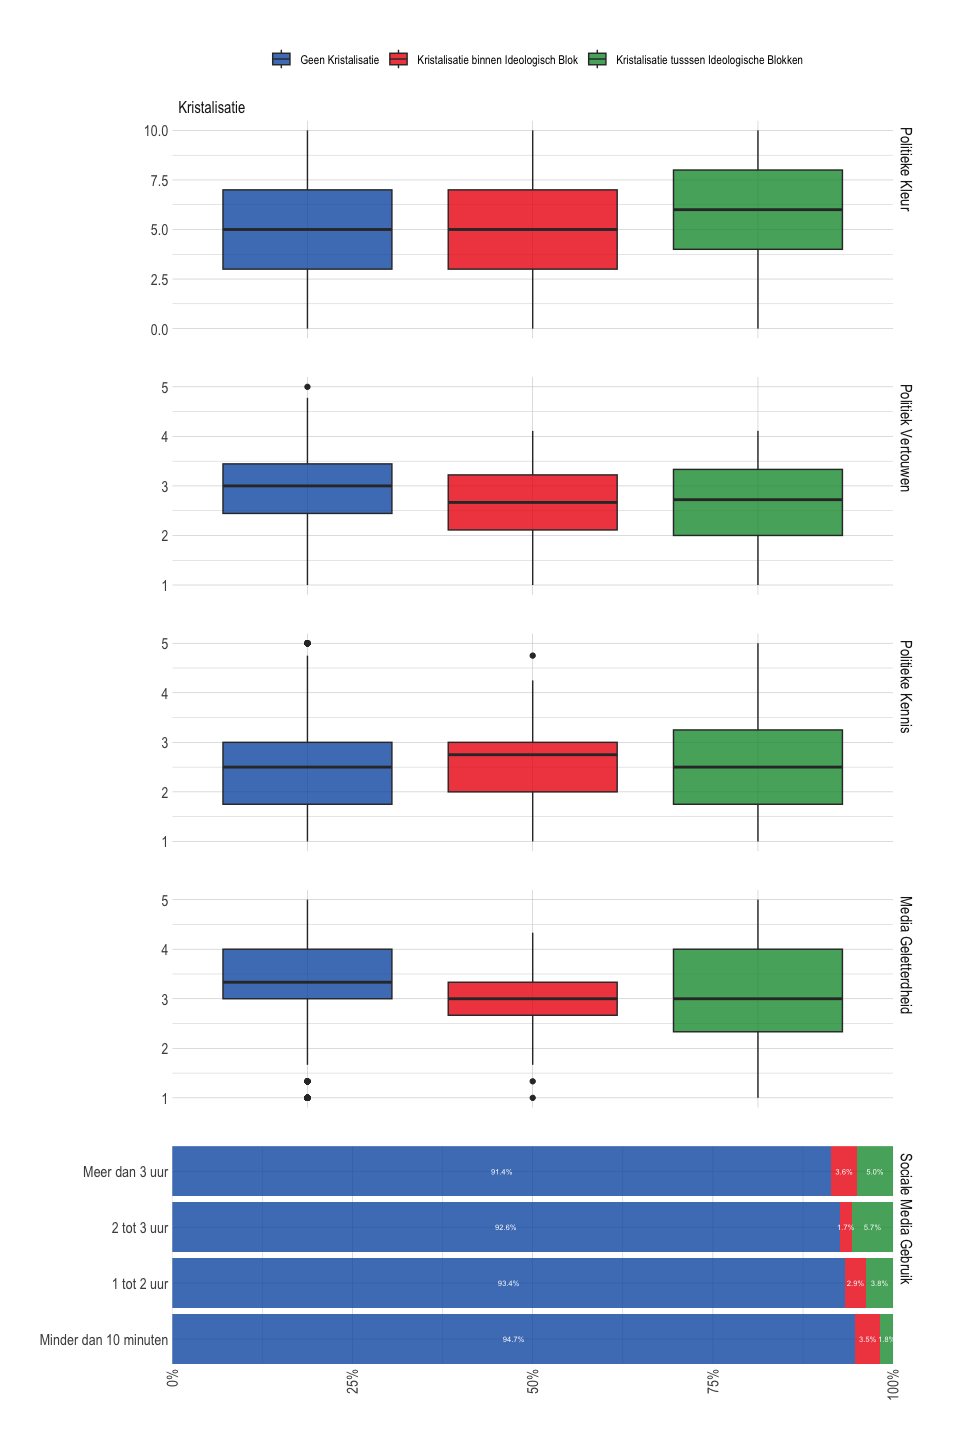 Geen Kristalisatie Kristalisatie binnen Ideologisch Blok Kristalisatie tusssen Ideologische Blokken
Kristalisatie
10.0
7.5
5.0
2.5
0.0
Politieke Kleur
5
4
3
2
1
Politiek Vertouwen
5
4
3
2
1
Politieke Kennis
5
4
3
2
1
Media Geletterdheid
Meer dan 3 uur 91.4% 3.6% 5.0%
2 tot 3 uur 92.6% 1.7% 5.7%
1 tot 2 uur 93.4% 2.9% 3.8%
Minder dan 10 minuten 94.7% 3.5% 1.8%
Sociale Media Gebruik
0% 25% 50% 75% 100%